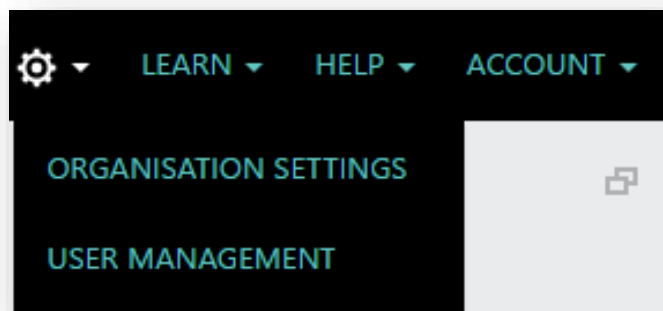 LEARN HELP ACCOUNT
ORGANISATION SETTINGS
USER MANAGEMENT